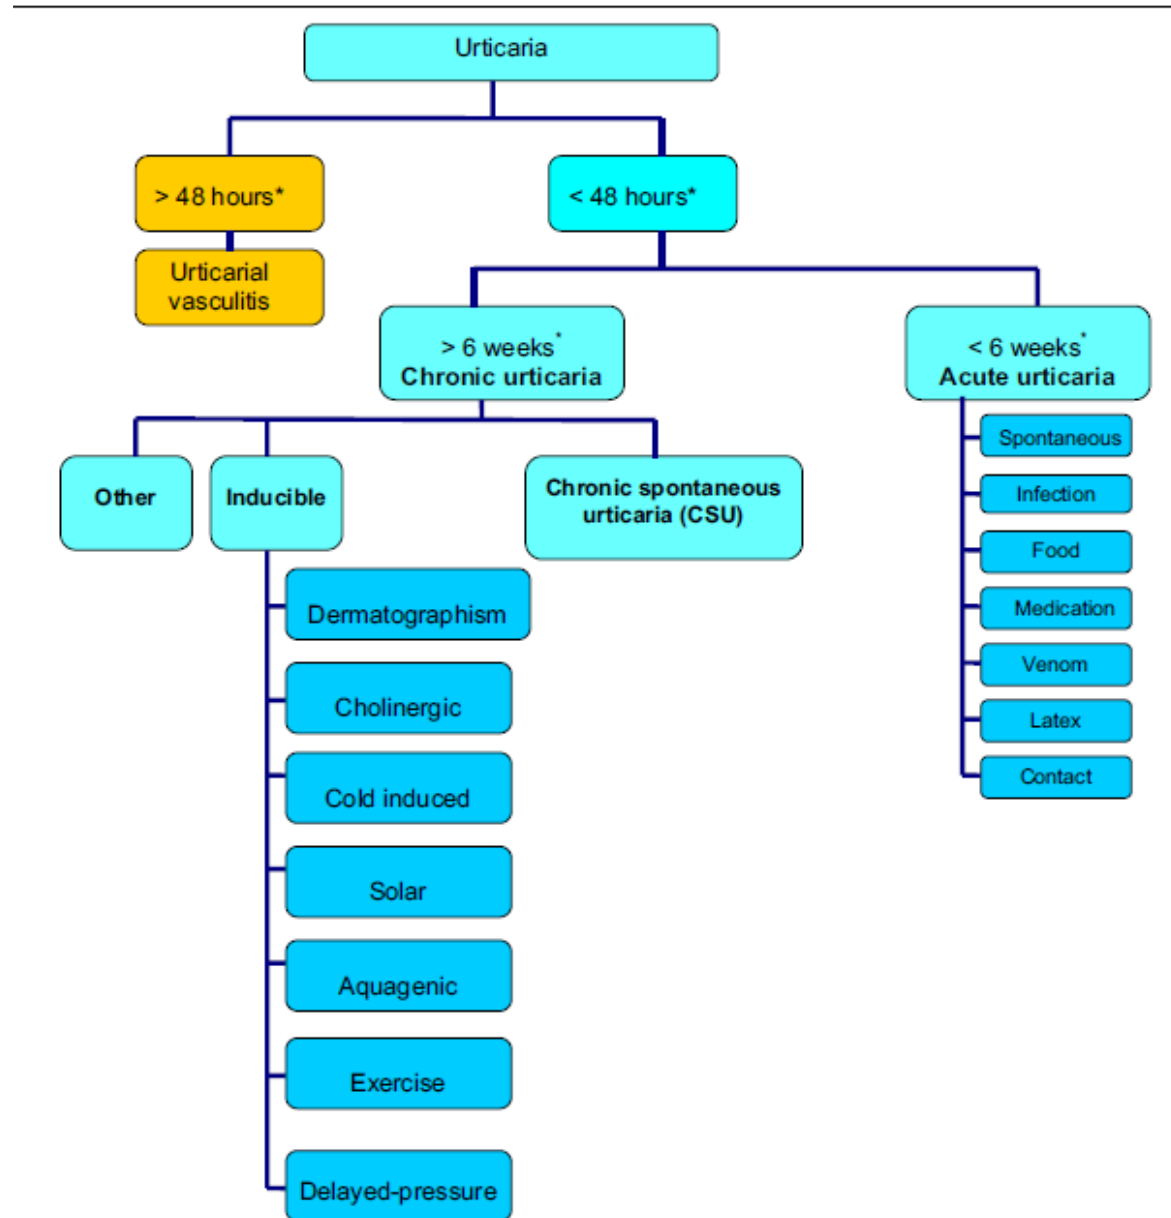 Urticaria
> 48 hours*
< 48 hours*
Urticarial
vasculitis
> 6 weeks*
Chronic urticaria
< 6 weeks*
Acute urticaria
Other
Inducible
Chronic spontaneous
urticaria (CSU)
Dermatographism
Cholinergic
Cold induced
Solar
Aquagenic
Exercise
Delayed-pressure
Spontaneous
Infection
Food
Medication
Venom
Latex
Contact